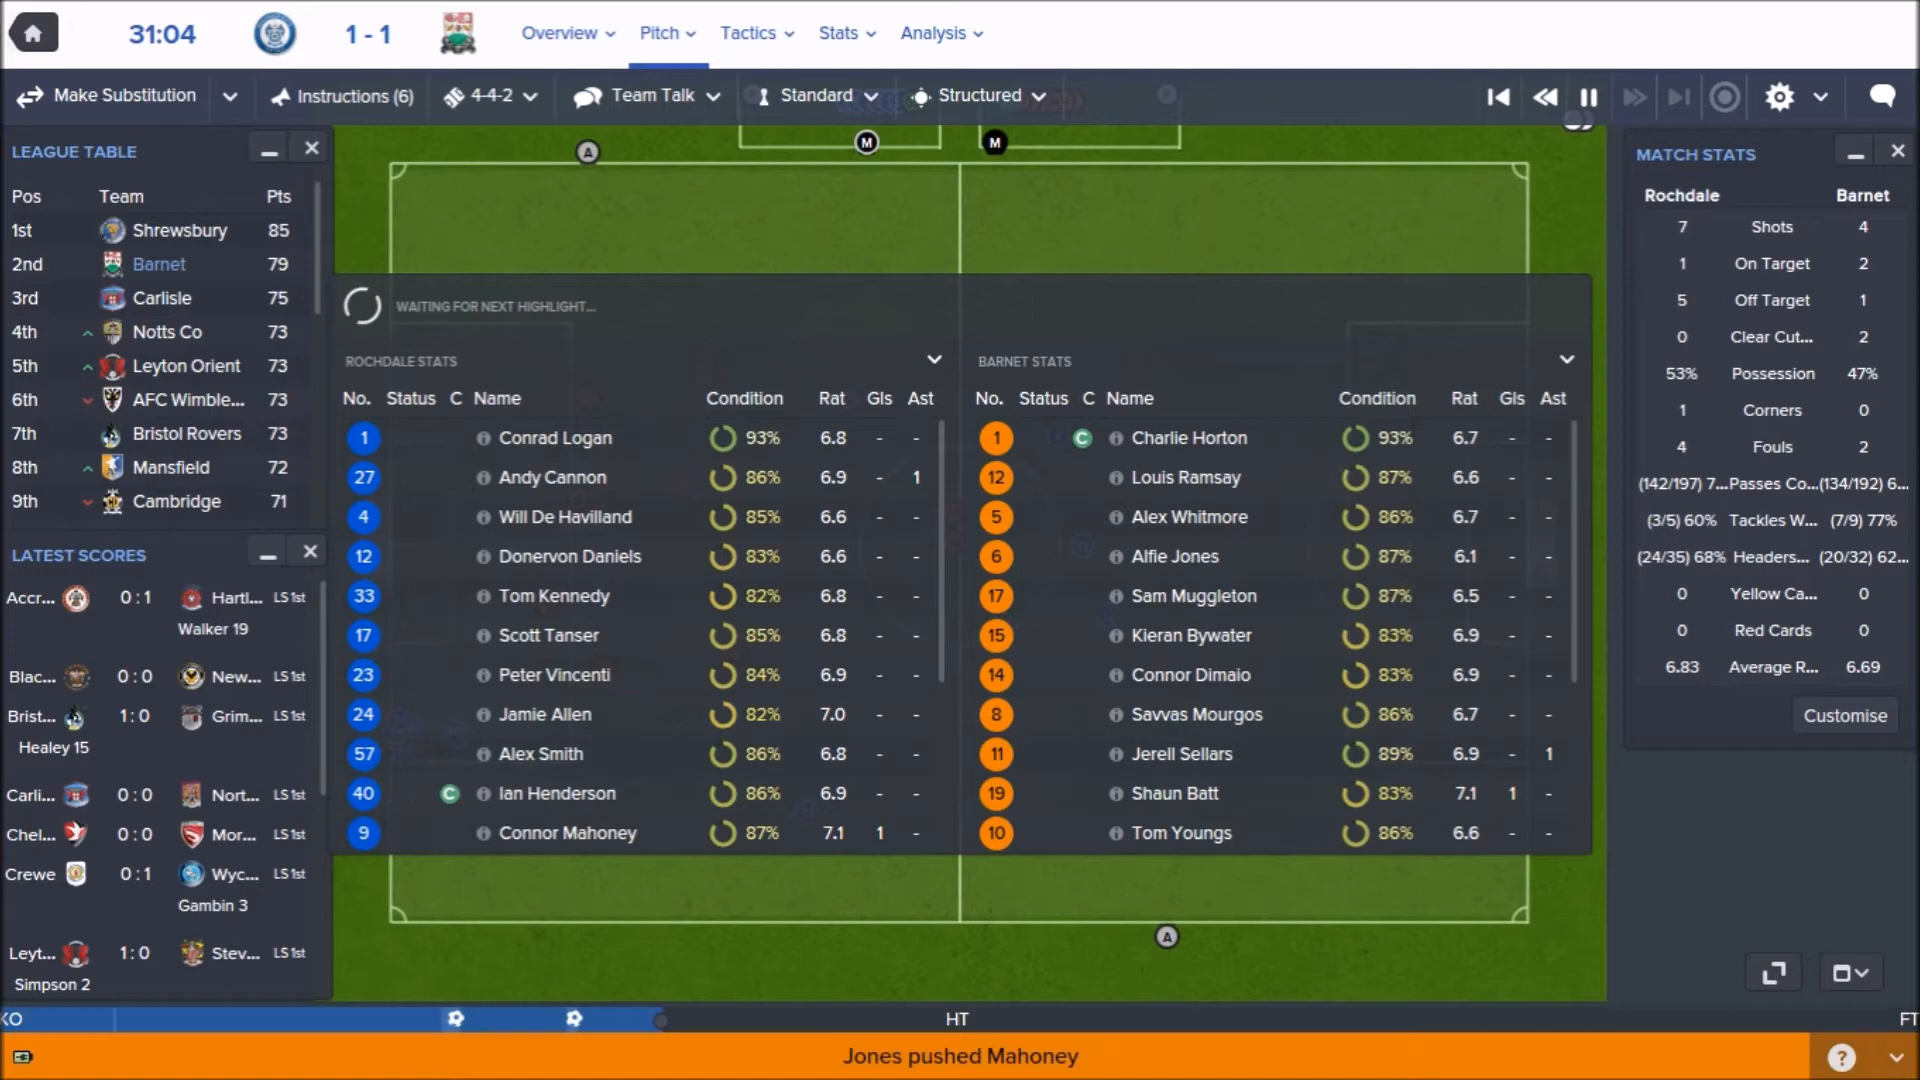 31:04 1 - 1 Overview Pitch Tactics Stats Analysis
Make Substitution Instructions (6) 4-4-2 Team Talk Standard Structured
A M M
LEAGUE TABLE
Pos Team Pts
1st Shrewsbury 85
2nd Barnet 79
3rd Carlisle 75
4th Notts Co 73
5th Leyton Orient 73
6th AFC Wimble... 73
7th Bristol Rovers 73
8th Mansfield 72
9th Cambridge 71
LATEST SCORES
Accr... 0 : 1 Hartl... LS 1st
Walker 19
Blac... 0 : 0 New... LS 1st
Brist... 1 : 0 Grim... LS 1st
Healey 15
Carli... 0 : 0 Nort... LS 1st
Chel... 0 : 0 Mor... LS 1st
Crewe 0 : 1 Wyc... LS 1st
Gambin 3
Leyt... 1 : 0 Stev... LS 1st
Simpson 2
WAITING FOR NEXT HIGHLIGHT...
ROCHDALE STATS
No. Status C Name Condition Rat Gls Ast
1 Conrad Logan 93% 6.8 - -
27 Andy Cannon 86% 6.9 - 1
4 Will De Havilland 85% 6.6 - -
12 Donervon Daniels 83% 6.6 - -
33 Tom Kennedy 82% 6.8 - -
17 Scott Tanser 85% 6.8 - -
23 Peter Vincenti 84% 6.9 - -
24 Jamie Allen 82% 7.0 - -
57 Alex Smith 86% 6.8 - -
40 C Ian Henderson 86% 6.9 - -
9 Connor Mahoney 87% 7.1 1 -
BARNET STATS
No. Status C Name Condition Rat Gls Ast
1 C Charlie Horton 93% 6.7 - -
12 Louis Ramsay 87% 6.6 - -
5 Alex Whitmore 86% 6.7 - -
6 Alfie Jones 87% 6.1 - -
17 Sam Muggleton 87% 6.5 - -
15 Kieran Bywater 83% 6.9 - -
14 Connor Dimaio 83% 6.9 - -
8 Savvas Mourgos 86% 6.7 - -
11 Jerell Sellars 89% 6.9 - 1
19 Shaun Batt 83% 7.1 1 -
10 Tom Youngs 86% 6.6 - -
A
MATCH STATS
Rochdale Barnet
7 Shots 4
1 On Target 2
5 Off Target 1
0 Clear Cut... 2
53% Possession 47%
1 Corners 0
4 Fouls 2
(142/197) 7... Passes Co... (134/192) 6...
(3/5) 60% Tackles W... (7/9) 77%
(24/35) 68% Headers... (20/32) 62...
0 Yellow Ca... 0
0 Red Cards 0
6.83 Average R... 6.69
Customise
KO HT FT
Jones pushed Mahoney ?